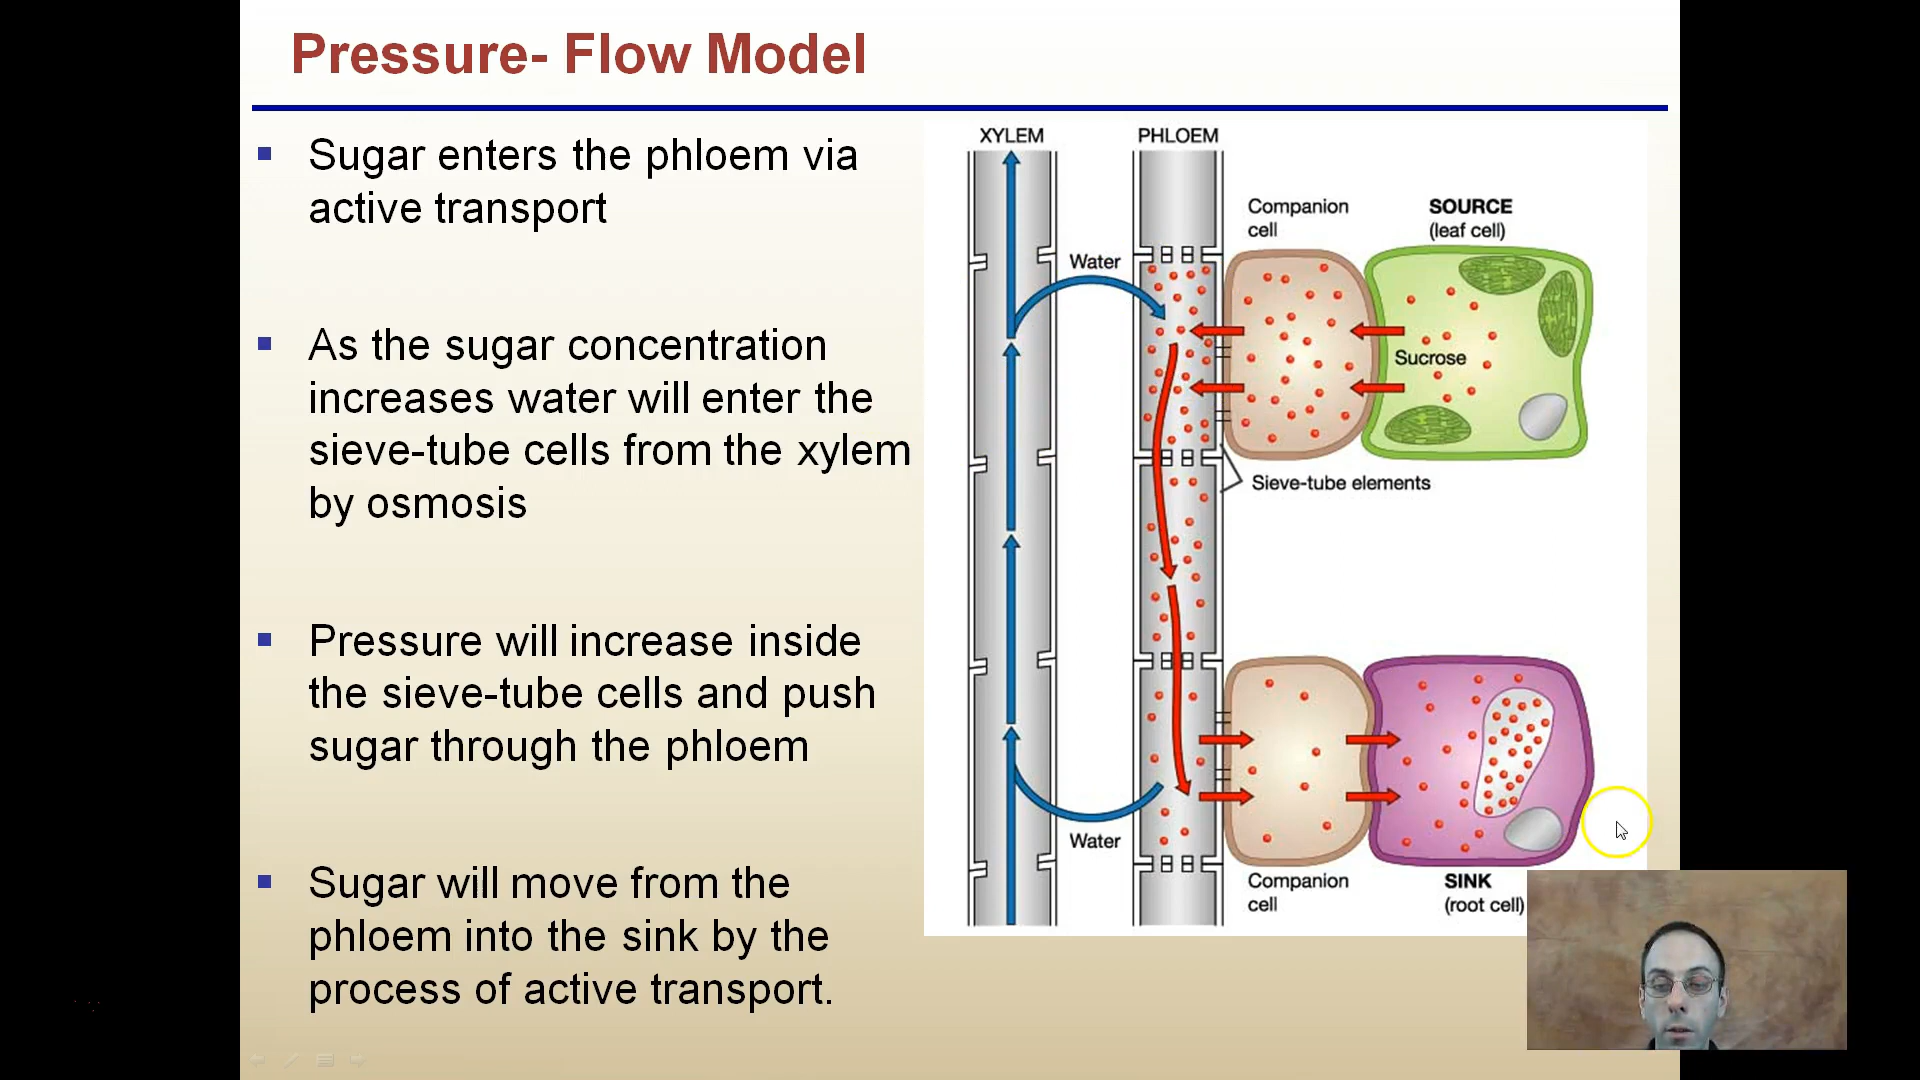 Pressure- Flow Model
Sugar enters the phloem via
active transport
As the sugar concentration
increases water will enter the
sieve-tube cells from the xylem
by osmosis
Pressure will increase inside
the sieve-tube cells and push
sugar through the phloem
Sugar will move from the
phloem into the sink by the
process of active transport.
XYLEM
PHLOEM
Companion
cell
SOURCE
(leaf cell)
Water
Sucrose
Sieve-tube elements
Water
Companion
cell
SINK
(root cell)